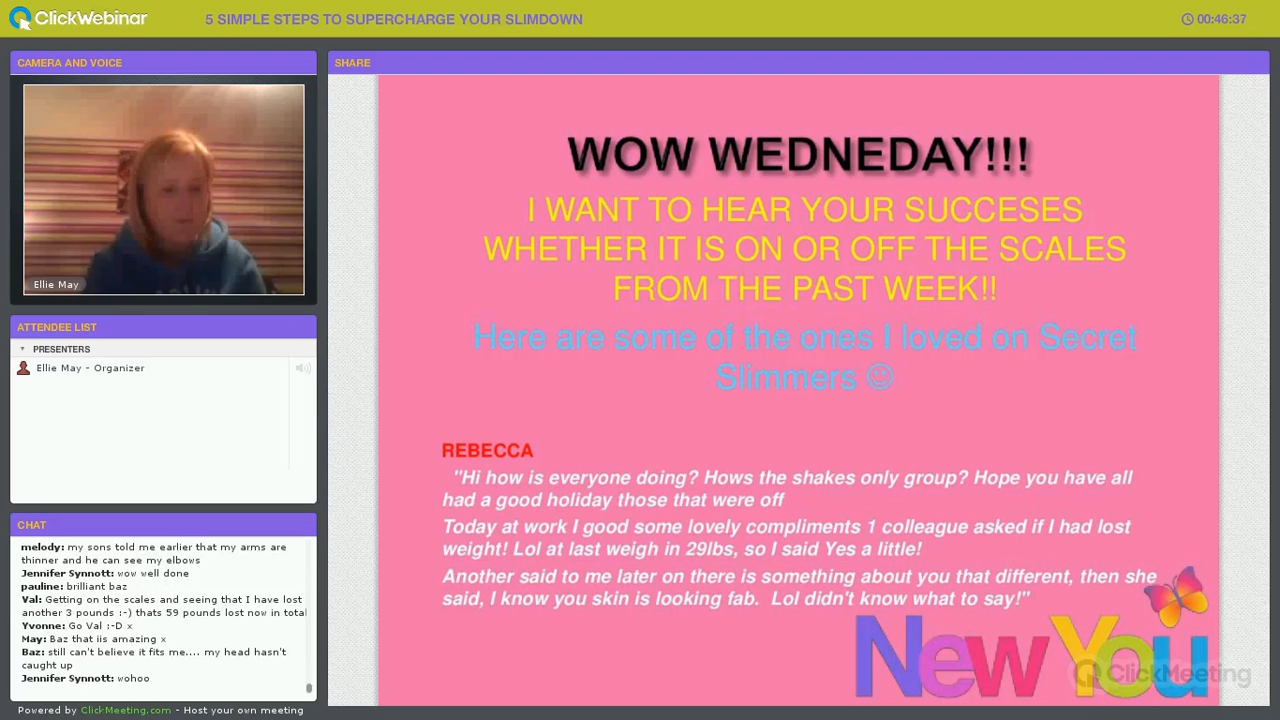 ClickWebinar
5 SIMPLE STEPS TO SUPERCHARGE YOUR SLIMDOWN
00:46:37
CAMERA AND VOICE
Ellie May
ATTENDEE LIST
PRESENTERS
Ellie May - Organizer
CHAT
melody: my sons told me earlier that my arms are
thinner and he can see my elbows
Jennifer Synnott: wow well done
pauline: brilliant baz
Val: Getting on the scales and seeing that I have lost
another 3 pounds :-) thats 59 pounds lost now in total
Yvonne: Go Val :-D x
May: Baz that iis amazing x
Baz: still can't believe it fits me.... my head hasn't
caught up
Jennifer Synnott: wohoo
Powered by ClickMeeting.com - Host your own meeting
SHARE
WOW WEDNEDAY!!!
I WANT TO HEAR YOUR SUCCESES
WHETHER IT IS ON OR OFF THE SCALES
FROM THE PAST WEEK!!
Here are some of the ones I loved on Secret
Slimmers ☺
REBECCA
"Hi how is everyone doing? Hows the shakes only group? Hope you have all
had a good holiday those that were off
Today at work I good some lovely compliments 1 colleague asked if I had lost
weight! Lol at last weigh in 29lbs, so I said Yes a little!
Another said to me later on there is something about you that different, then she
said, I know you skin is looking fab. Lol didn't know what to say!"
New You
ClickMeeting